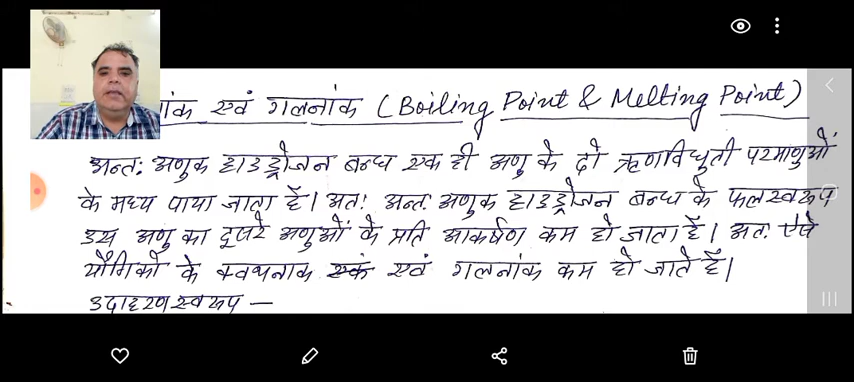 नांक एवं गलनांक (Boiling Point & Melting Point)
अन्तः अणुक हाइड्रोजन बन्ध एक ही अणु के दो ऋणविधुती परमाणुओं
के मध्य पाया जाता हैं। अतः अन्तः अणुक हाइड्रोजन बन्ध के फलस्वरूप
उस अणु का दूसरे अणुओं के प्रति आकर्षण कम हो जाता हैं। अतः ऐसे
यौगिकों के क्वथनाक एवं गलनांक कम हो जाते हैं।
उदाहरणस्वरूप —